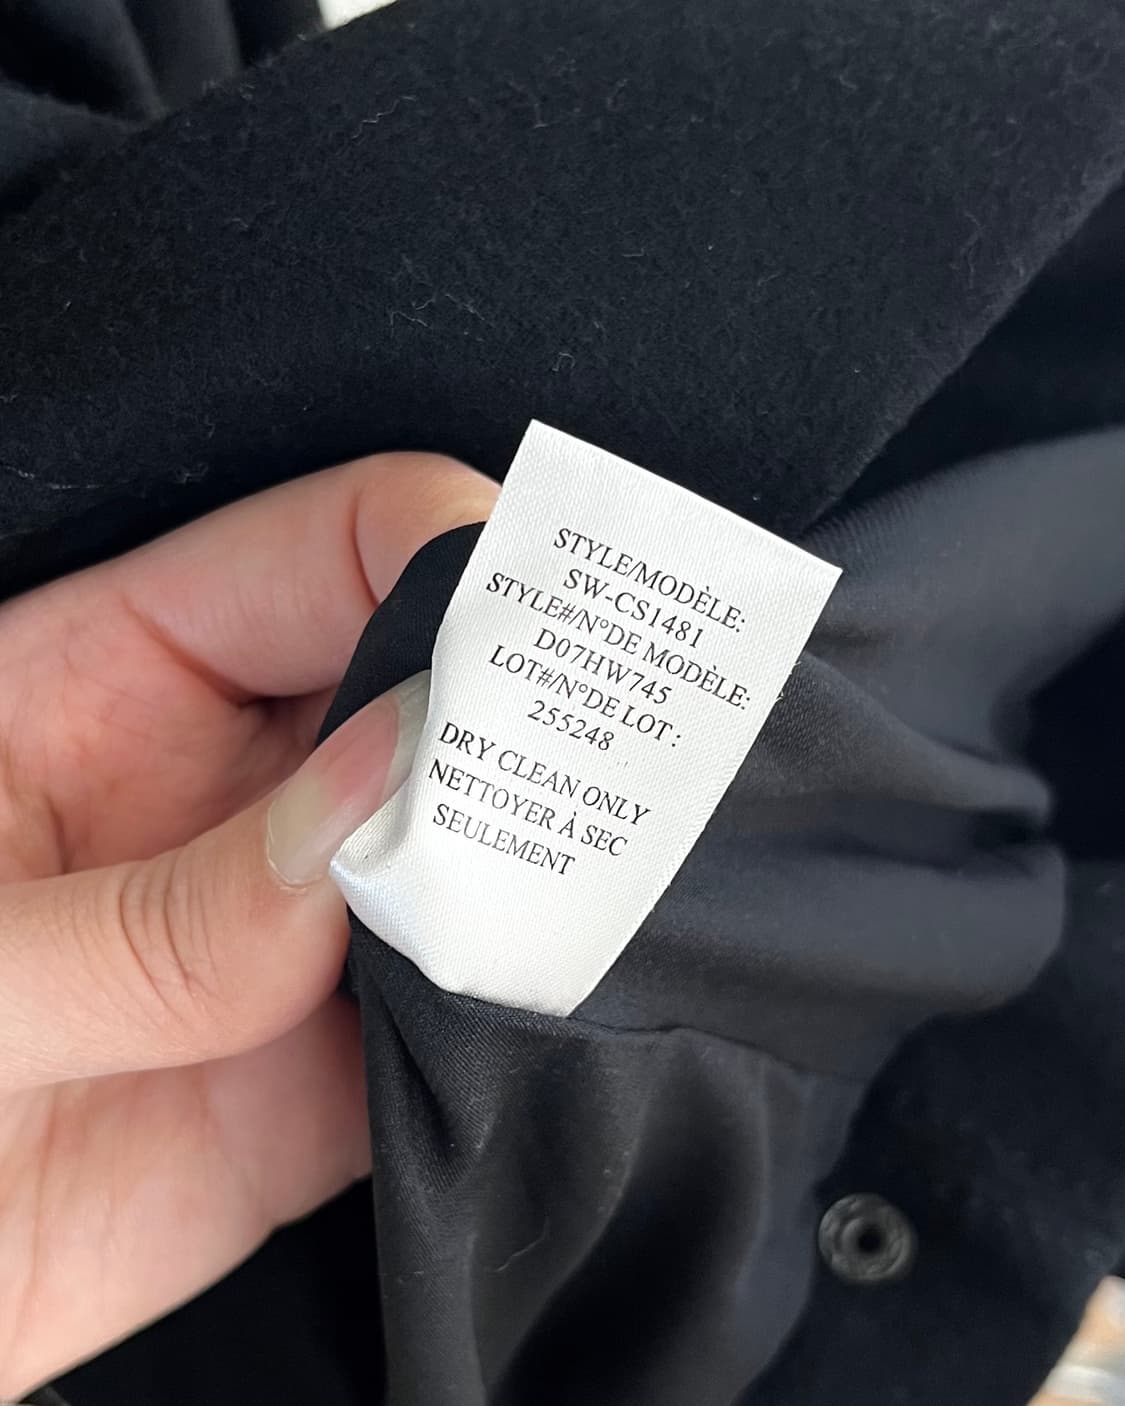 STYLE/MODÈLE:
SW-CS1481
STYLE#/N°DE MODÈLE:
D07HW745
LOT#/N°DE LOT :
255248
DRY CLEAN ONLY
NETTOYER À SEC
SEULEMENT